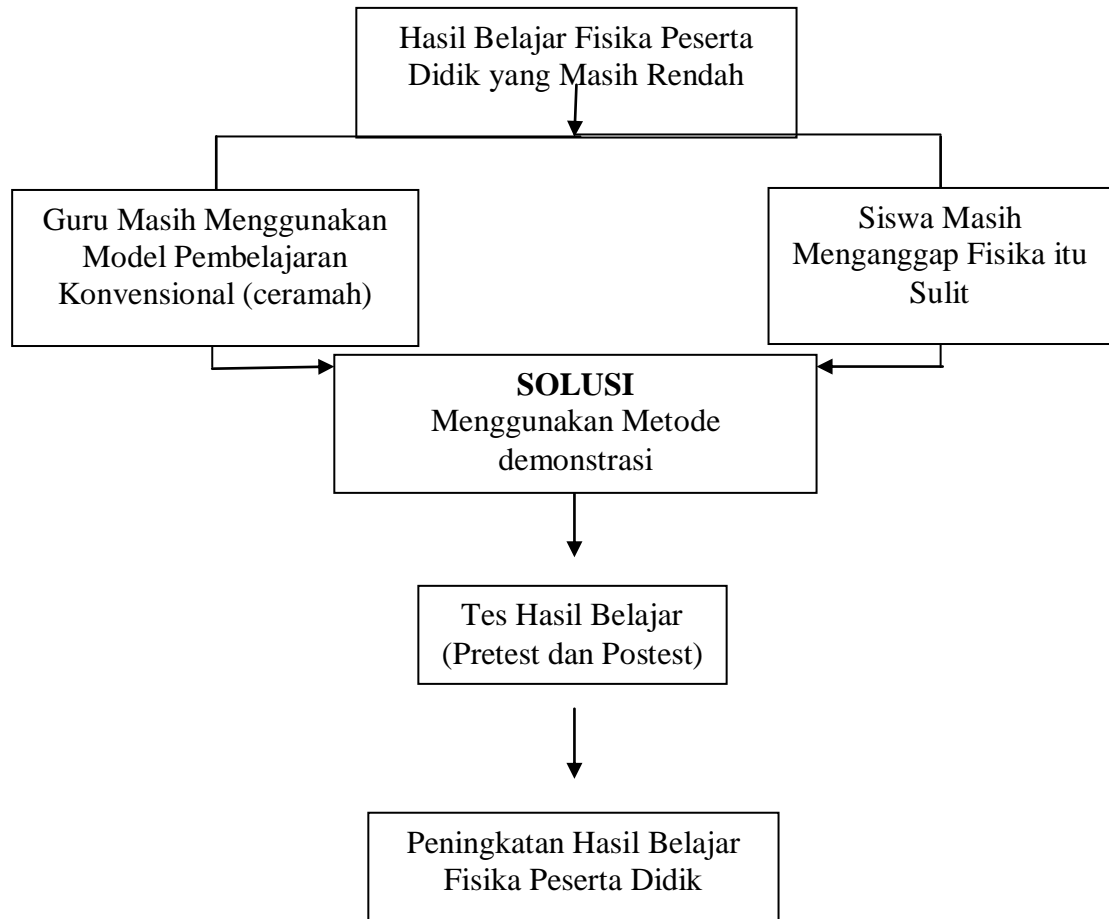 Hasil Belajar Fisika Peserta
Didik yang Masih Rendah
Guru Masih Menggunakan
Model Pembelajaran
Konvensional (ceramah)
Siswa Masih
Menganggap Fisika itu
Sulit
SOLUSI
Menggunakan Metode
demonstrasi
Tes Hasil Belajar
(Pretest dan Postest)
Peningkatan Hasil Belajar
Fisika Peserta Didik